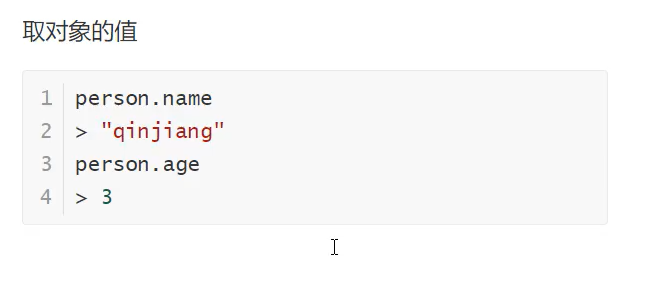 取对象的值
1 person.name
2 > "qinjiang"
3 person.age
4 > 3